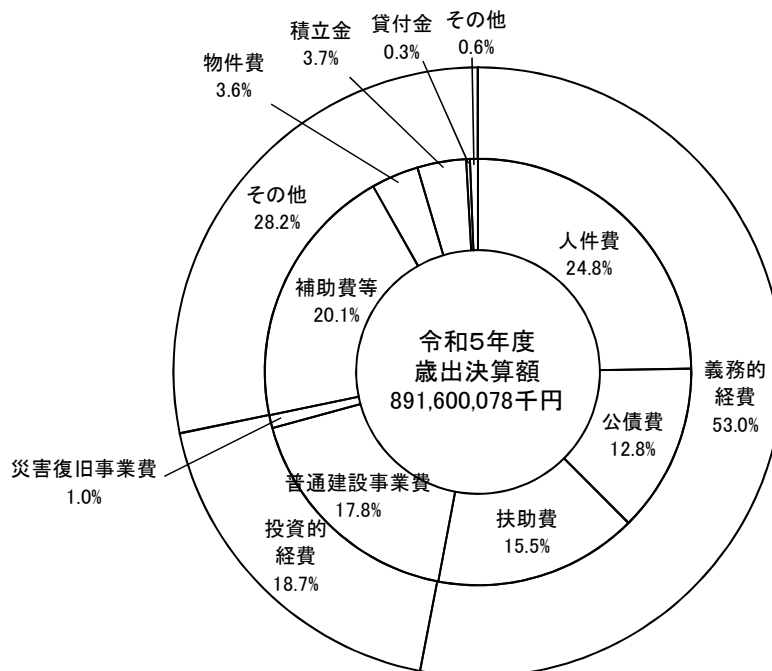 その他
0.6%
貸付金
0.3%
積立金
3.7%
物件費
3.6%
その他
28.2%
人件費
24.8%
補助費等
20.1%
令和5年度
歳出決算額
891,600,078千円
義務的
経費
53.0%
公債費
12.8%
災害復旧事業費
1.0%
普通建設事業費
17.8%
扶助費
15.5%
投資的
経費
18.7%